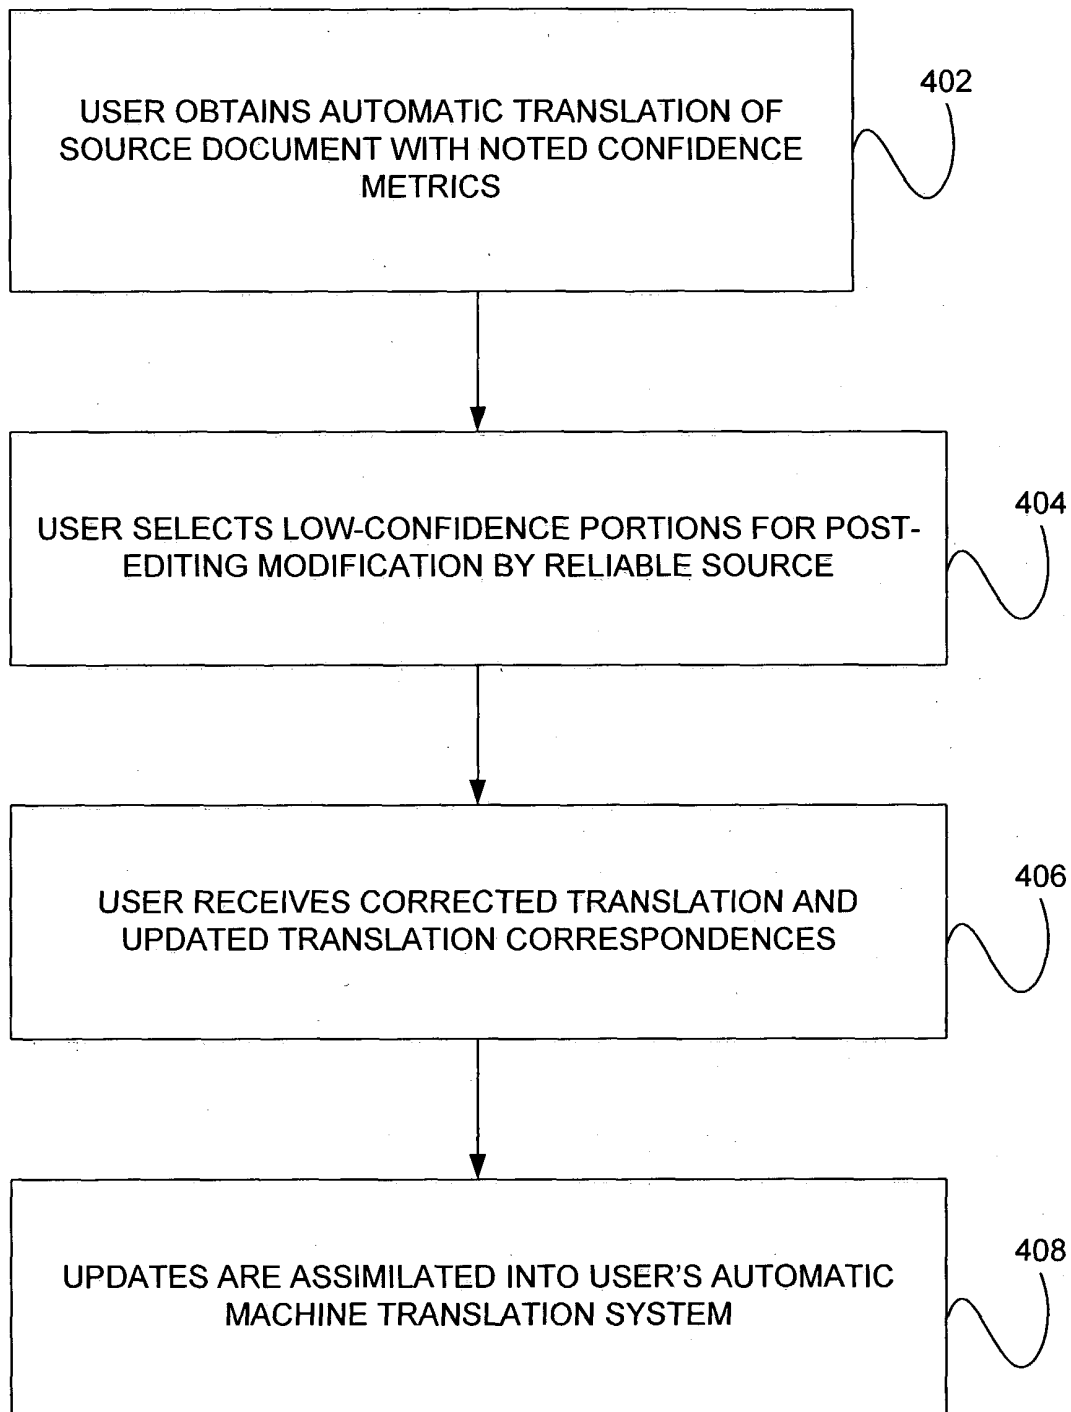 USER OBTAINS AUTOMATIC TRANSLATION OF
SOURCE DOCUMENT WITH NOTED CONFIDENCE
METRICS
402
USER SELECTS LOW-CONFIDENCE PORTIONS FOR POST-
EDITING MODIFICATION BY RELIABLE SOURCE
404
USER RECEIVES CORRECTED TRANSLATION AND
UPDATED TRANSLATION CORRESPONDENCES
406
UPDATES ARE ASSIMILATED INTO USER'S AUTOMATIC
MACHINE TRANSLATION SYSTEM
408